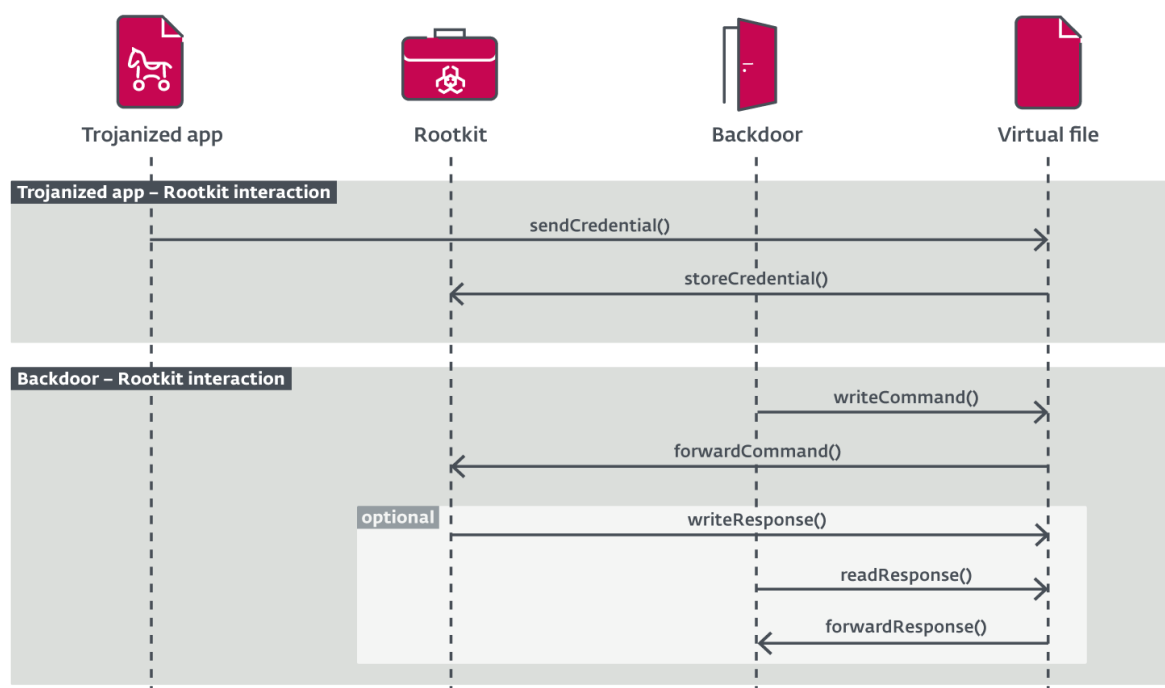 Trojanized app
Rootkit
Backdoor
Virtual file
Trojanized app – Rootkit interaction
sendCredential()
storeCredential()
Backdoor – Rootkit interaction
writeCommand()
forwardCommand()
optional
writeResponse()
readResponse()
forwardResponse()